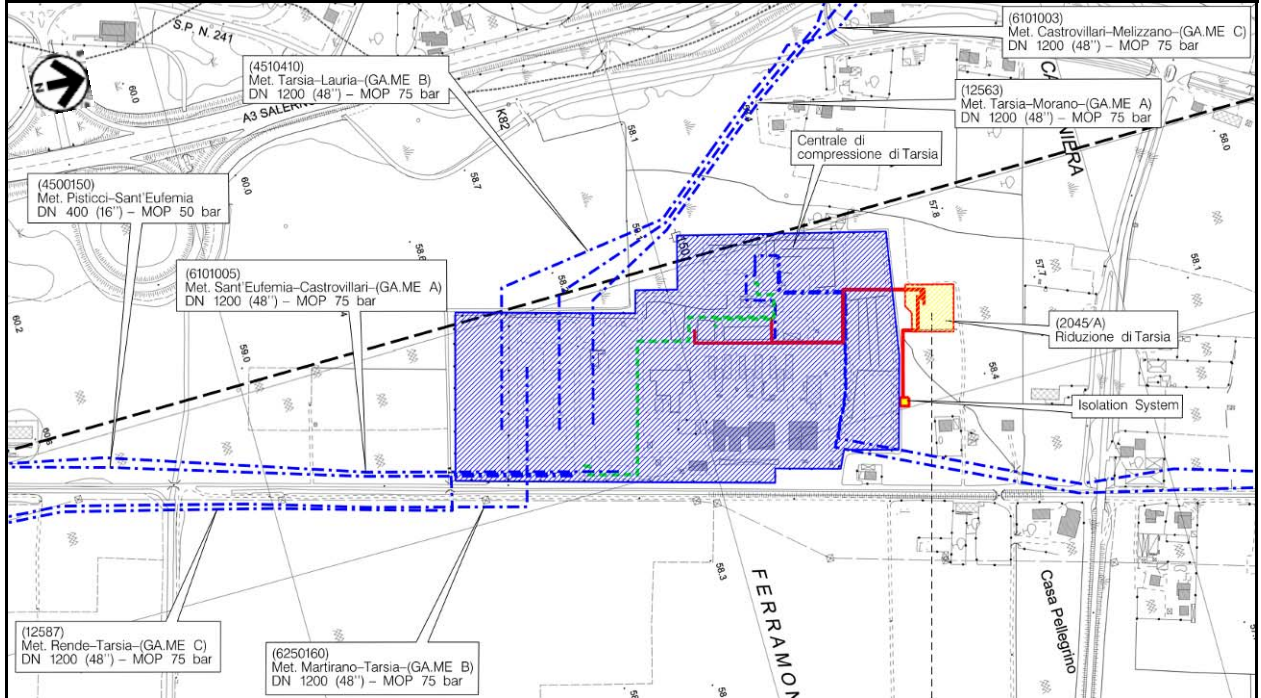 S.P. N. 241
60.0
N
(4510410)
Met. Tarsia–Lauria–(GA.ME B)
DN 1200 (48'') – MOP 75 bar
A3 SALERNO
K82
58.1
(6101003)
Met. Castrovillari–Melizzano–(GA.ME C)
DN 1200 (48'') – MOP 75 bar
(12563)
Met. Tarsia–Morano–(GA.ME A)
DN 1200 (48'') – MOP 75 bar
Centrale di
compressione di Tarsia
58.0
58.7
60.0
(4500150)
Met. Pisticci–Sant'Eufemia
DN 400 (16'') – MOP 50 bar
57.8
58.6
(6101005)
Met. Sant'Eufemia–Castrovillari–(GA.ME A)
DN 1200 (48'') – MOP 75 bar
57.7
58.1
60.2
59.0
(2045/A)
Riduzione di Tarsia
58.4
Isolation System
58.3
FERRAMON
Casa Pellegrino
(12587)
Met. Rende–Tarsia–(GA.ME C)
DN 1200 (48'') – MOP 75 bar
(6250160)
Met. Martirano–Tarsia–(GA.ME B)
DN 1200 (48'') – MOP 75 bar